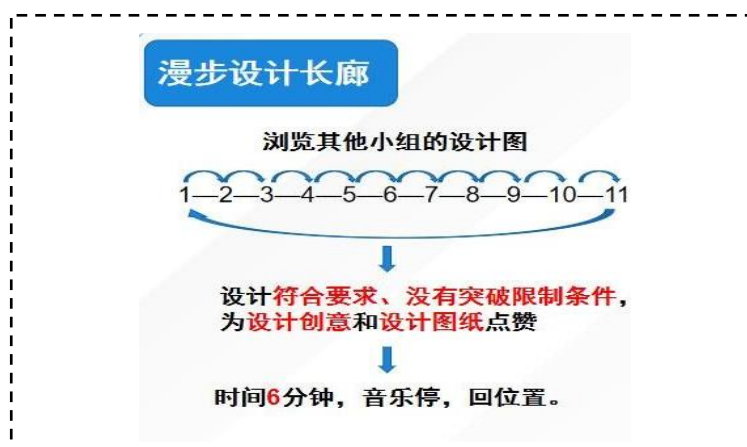 漫步设计长廊
浏览其他小组的设计图
1—2—3—4—5—6—7—8—9—10—11
设计符合要求、没有突破限制条件，
为设计创意和设计图纸点赞
时间6分钟，音乐停，回位置。